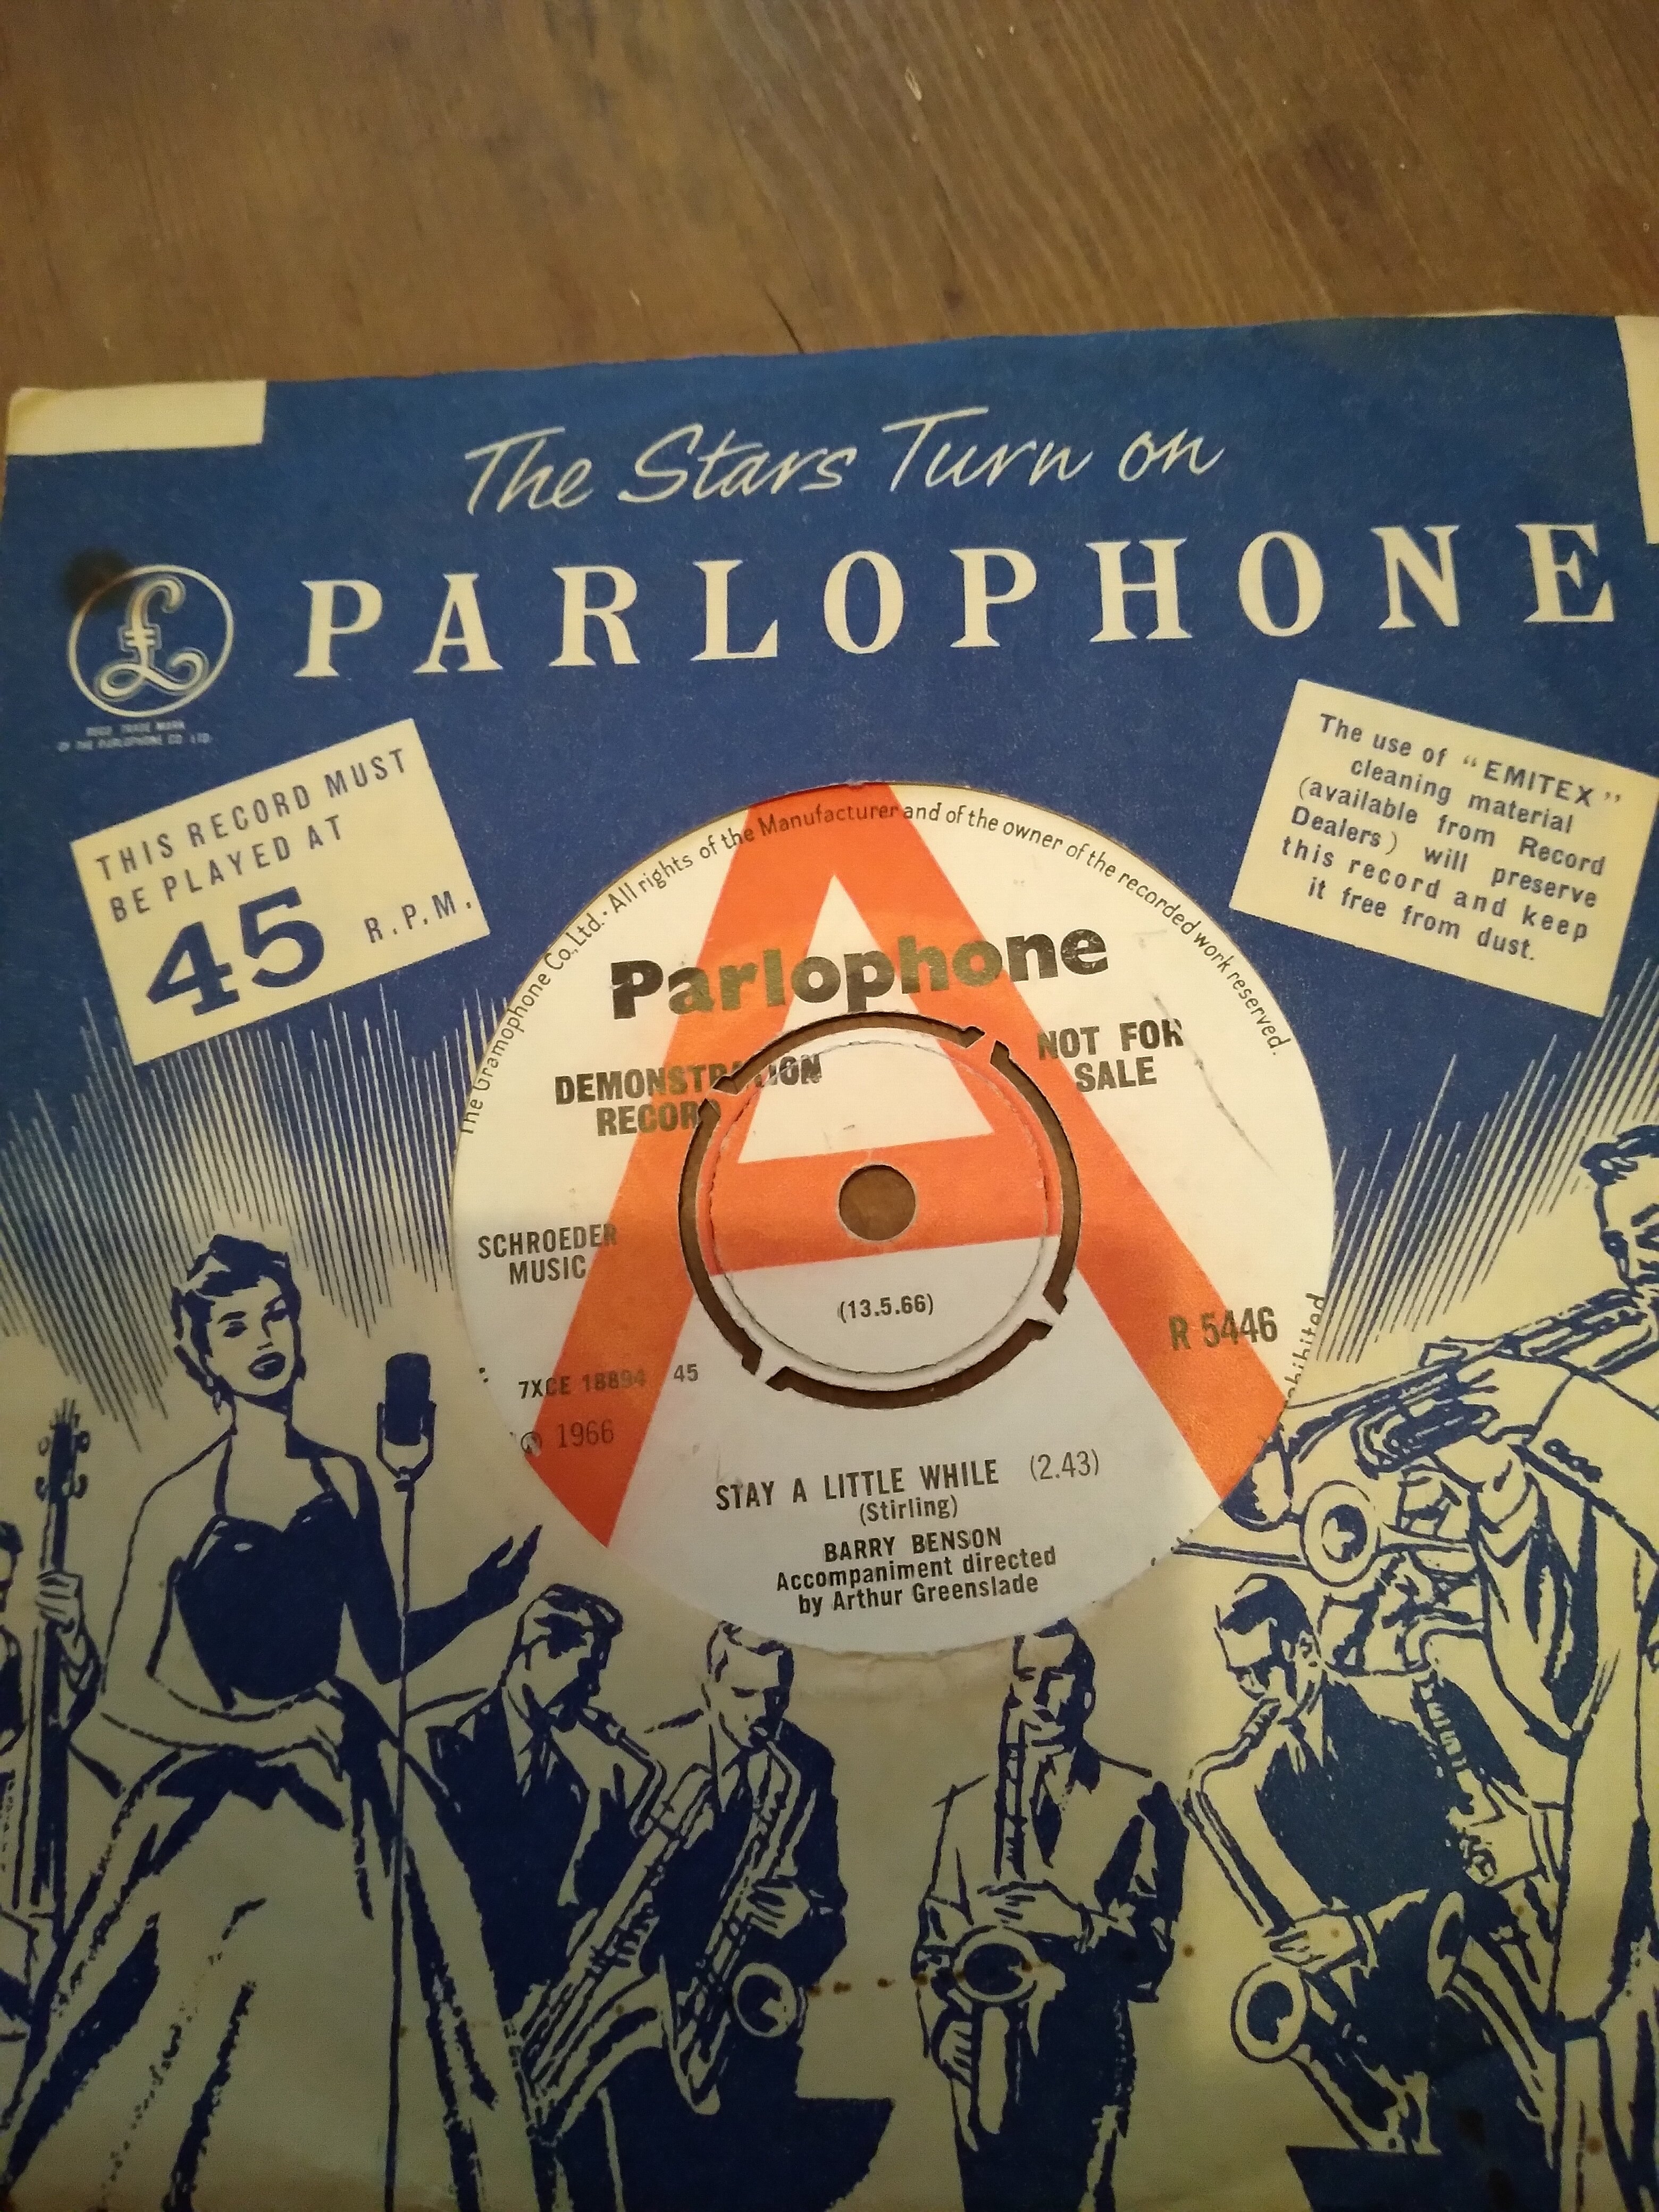 The Stars Turn on
PARLOPHONE
£
REGD. TRADE MARK
OF THE PARLOPHONE CO. LTD.
THIS RECORD MUST
BE PLAYED AT
45 R.P.M.
The use of “EMITEX”
cleaning material
(available from Record
Dealers) will preserve
this record and keep
it free from dust.
The Gramophone Co., Ltd. · All rights of the Manufacturer and of the owner of the recorded work reserved.
Parlophone
DEMONSTRATION
RECORD
NOT FOR
SALE
SCHROEDER
MUSIC
(13.5.66)
R 5446
7XCE 18894 45
Ⓟ 1966
STAY A LITTLE WHILE (2.43)
(Stirling)
BARRY BENSON
Accompaniment directed
by Arthur Greenslade